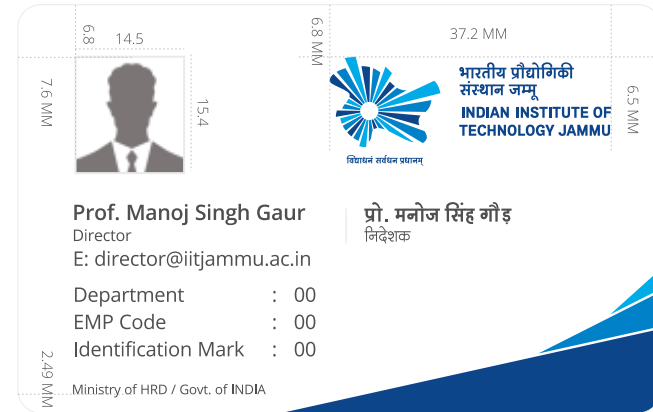 6.8
14.5
6.8 MM
37.2 MM
7.6 MM
15.4
6.5 MM
भारतीय प्रौद्योगिकी
संस्थान जम्मू
INDIAN INSTITUTE OF
TECHNOLOGY JAMMU
विद्याधनं सर्वधन प्रधानम्
Prof. Manoj Singh Gaur
Director
E: director@iitjammu.ac.in
प्रो. मनोज सिंह गौड़
निदेशक
Department : 00
EMP Code : 00
Identification Mark : 00
2.49 MM
Ministry of HRD / Govt. of INDIA